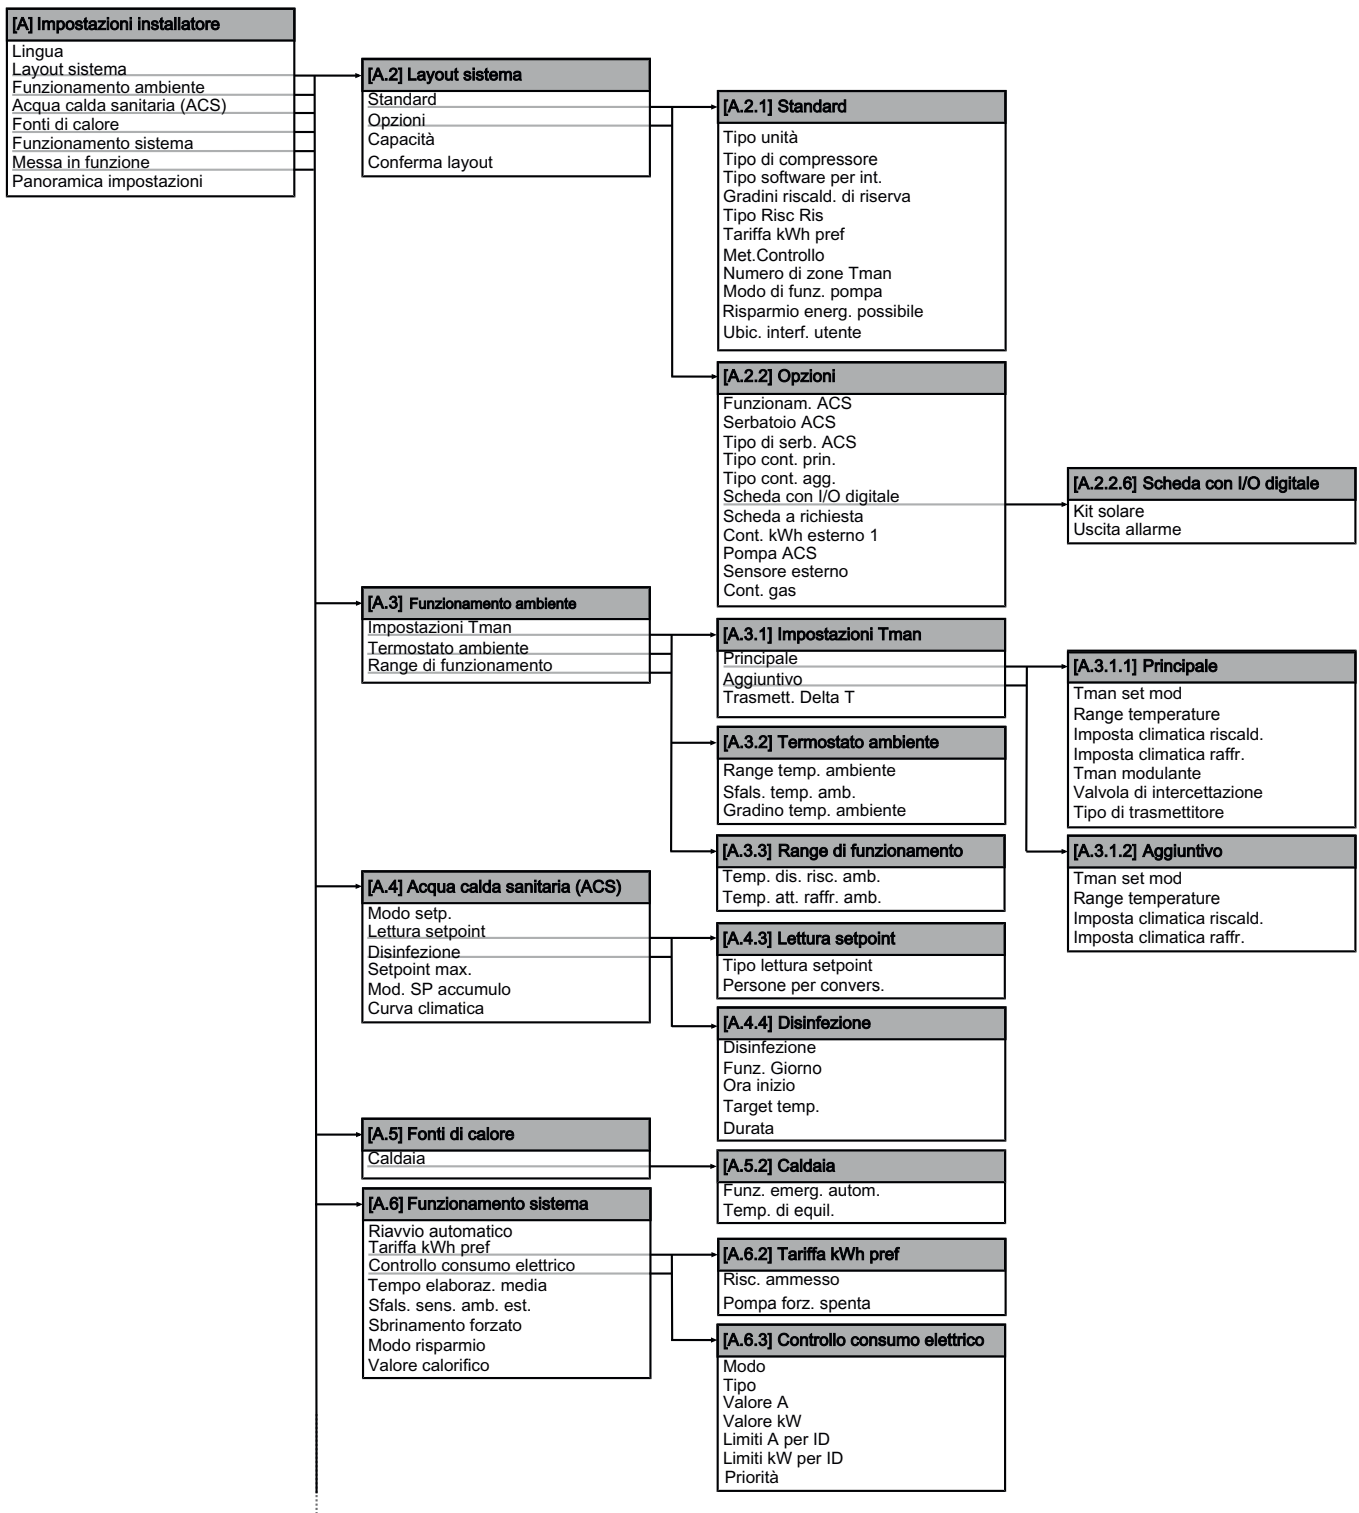 [A] Impostazioni installatore
Lingua
Layout sistema
Funzionamento ambiente
Acqua calda sanitaria (ACS)
Fonti di calore
Funzionamento sistema
Messa in funzione
Panoramica impostazioni
[A.2] Layout sistema
Standard
Opzioni
Capacità
Conferma layout
[A.2.1] Standard
Tipo unità
Tipo di compressore
Tipo software per int.
Gradini riscald. di riserva
Tipo Risc Ris
Tariffa kWh pref
Met.Controllo
Numero di zone Tman
Modo di funz. pompa
Risparmio energ. possibile
Ubic. interf. utente
[A.2.2] Opzioni
Funzionam. ACS
Serbatoio ACS
Tipo di serb. ACS
Tipo cont. prin.
Tipo cont. agg.
Scheda con I/O digitale
Scheda a richiesta
Cont. kWh esterno 1
Pompa ACS
Sensore esterno
Cont. gas
[A.2.2.6] Scheda con I/O digitale
Kit solare
Uscita allarme
[A.3] Funzionamento ambiente
Impostazioni Tman
Termostato ambiente
Range di funzionamento
[A.3.1] Impostazioni Tman
Principale
Aggiuntivo
Trasmett. Delta T
[A.3.1.1] Principale
Tman set mod
Range temperature
Imposta climatica riscald.
Imposta climatica raffr.
Tman modulante
Valvola di intercettazione
Tipo di trasmettitore
[A.3.2] Termostato ambiente
Range temp. ambiente
Sfals. temp. amb.
Gradino temp. ambiente
[A.3.3] Range di funzionamento
Temp. dis. risc. amb.
Temp. att. raffr. amb.
[A.3.1.2] Aggiuntivo
Tman set mod
Range temperature
Imposta climatica riscald.
Imposta climatica raffr.
[A.4] Acqua calda sanitaria (ACS)
Modo setp.
Lettura setpoint
Disinfezione
Setpoint max.
Mod. SP accumulo
Curva climatica
[A.4.3] Lettura setpoint
Tipo lettura setpoint
Persone per convers.
[A.4.4] Disinfezione
Disinfezione
Funz. Giorno
Ora inizio
Target temp.
Durata
[A.5] Fonti di calore
Caldaia
[A.5.2] Caldaia
Funz. emerg. autom.
Temp. di equil.
[A.6] Funzionamento sistema
Riavvio automatico
Tariffa kWh pref
Controllo consumo elettrico
Tempo elaboraz. media
Sfals. sens. amb. est.
Sbrinamento forzato
Modo risparmio
Valore calorifico
[A.6.2] Tariffa kWh pref
Risc. ammesso
Pompa forz. spenta
[A.6.3] Controllo consumo elettrico
Modo
Tipo
Valore A
Valore kW
Limiti A per ID
Limiti kW per ID
Priorità